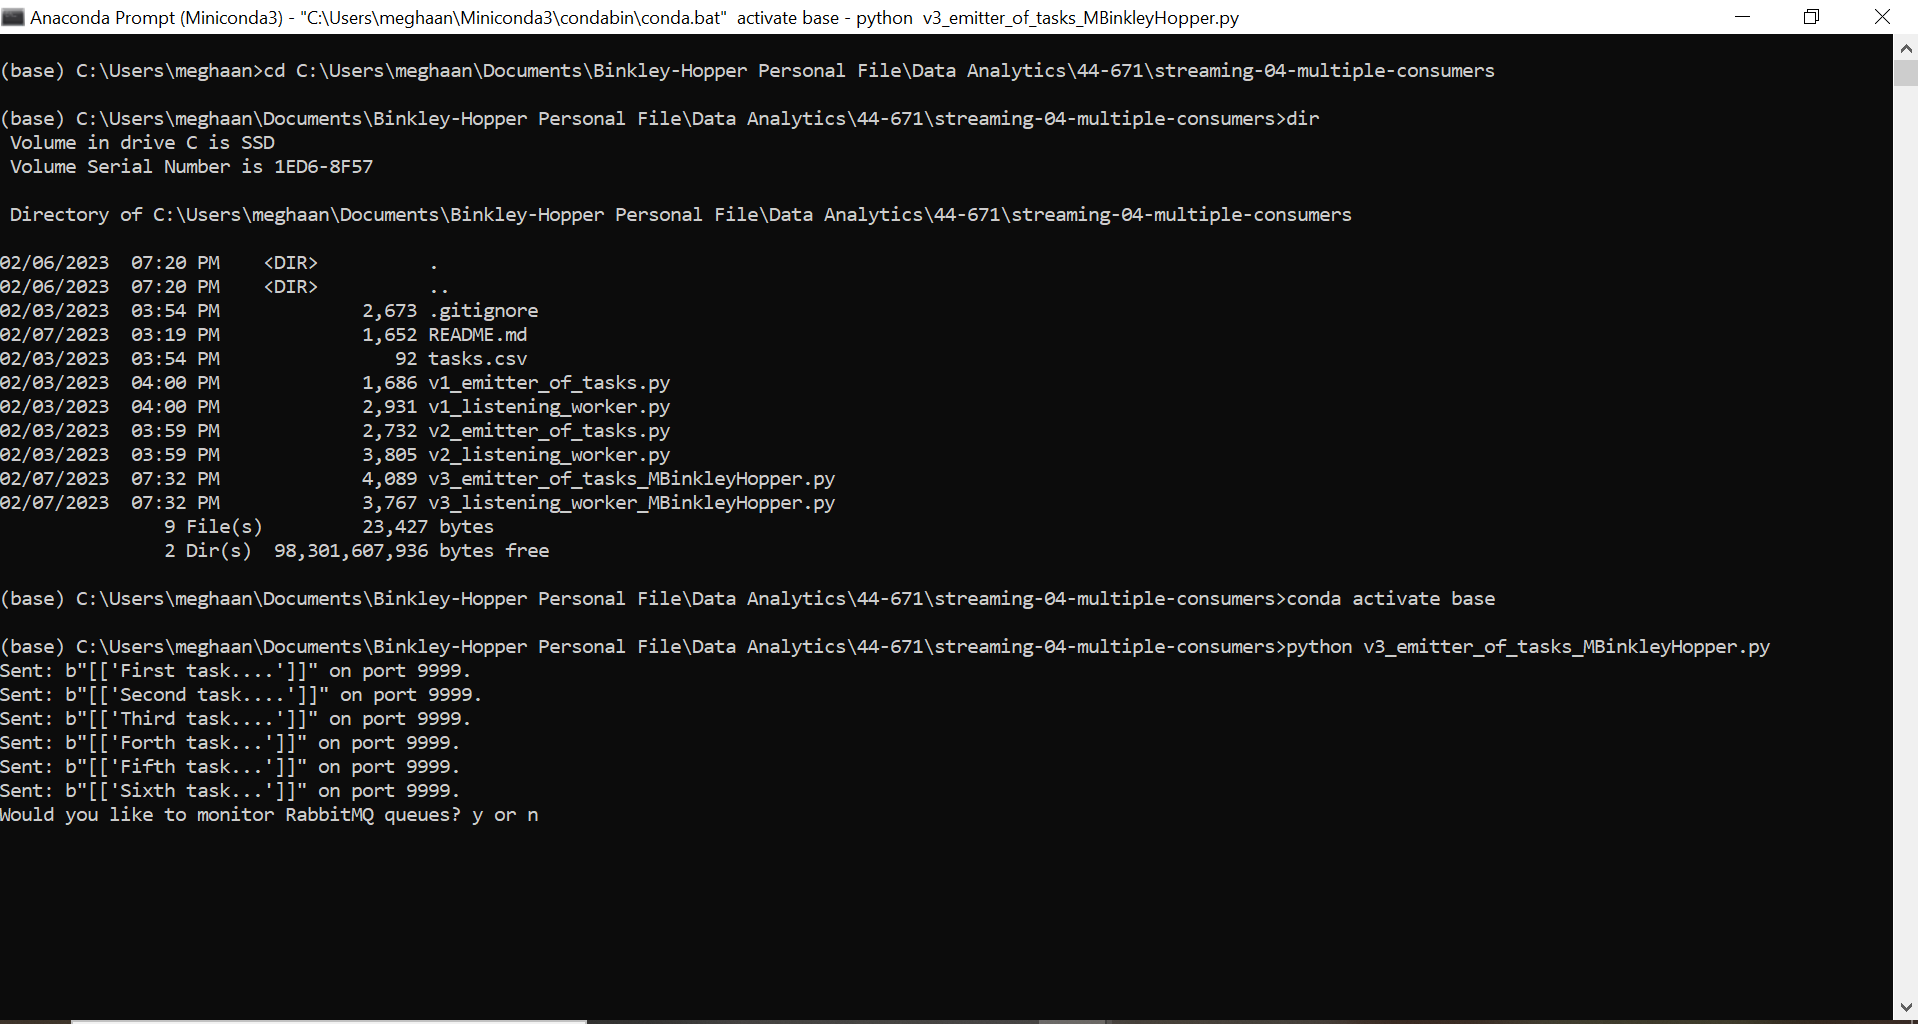 Anaconda Prompt (Miniconda3) - "C:\Users\meghaan\Miniconda3\condabin\conda.bat"  activate base - python  v3_emitter_of_tasks_MBinkleyHopper.py
(base) C:\Users\meghaan>cd C:\Users\meghaan\Documents\Binkley-Hopper Personal File\Data Analytics\44-671\streaming-04-multiple-consumers
(base) C:\Users\meghaan\Documents\Binkley-Hopper Personal File\Data Analytics\44-671\streaming-04-multiple-consumers>dir
 Volume in drive C is SSD
 Volume Serial Number is 1ED6-8F57
 Directory of C:\Users\meghaan\Documents\Binkley-Hopper Personal File\Data Analytics\44-671\streaming-04-multiple-consumers
02/06/2023  07:20 PM    <DIR>          .
02/06/2023  07:20 PM    <DIR>          ..
02/03/2023  03:54 PM             2,673 .gitignore
02/07/2023  03:19 PM             1,652 README.md
02/03/2023  03:54 PM                92 tasks.csv
02/03/2023  04:00 PM             1,686 v1_emitter_of_tasks.py
02/03/2023  04:00 PM             2,931 v1_listening_worker.py
02/03/2023  03:59 PM             2,732 v2_emitter_of_tasks.py
02/03/2023  03:59 PM             3,805 v2_listening_worker.py
02/07/2023  07:32 PM             4,089 v3_emitter_of_tasks_MBinkleyHopper.py
02/07/2023  07:32 PM             3,767 v3_listening_worker_MBinkleyHopper.py
               9 File(s)         23,427 bytes
               2 Dir(s)  98,301,607,936 bytes free
(base) C:\Users\meghaan\Documents\Binkley-Hopper Personal File\Data Analytics\44-671\streaming-04-multiple-consumers>conda activate base
(base) C:\Users\meghaan\Documents\Binkley-Hopper Personal File\Data Analytics\44-671\streaming-04-multiple-consumers>python v3_emitter_of_tasks_MBinkleyHopper.py
Sent: b"[['First task....']]" on port 9999.
Sent: b"[['Second task....']]" on port 9999.
Sent: b"[['Third task....']]" on port 9999.
Sent: b"[['Forth task...']]" on port 9999.
Sent: b"[['Fifth task...']]" on port 9999.
Sent: b"[['Sixth task...']]" on port 9999.
Would you like to monitor RabbitMQ queues? y or n